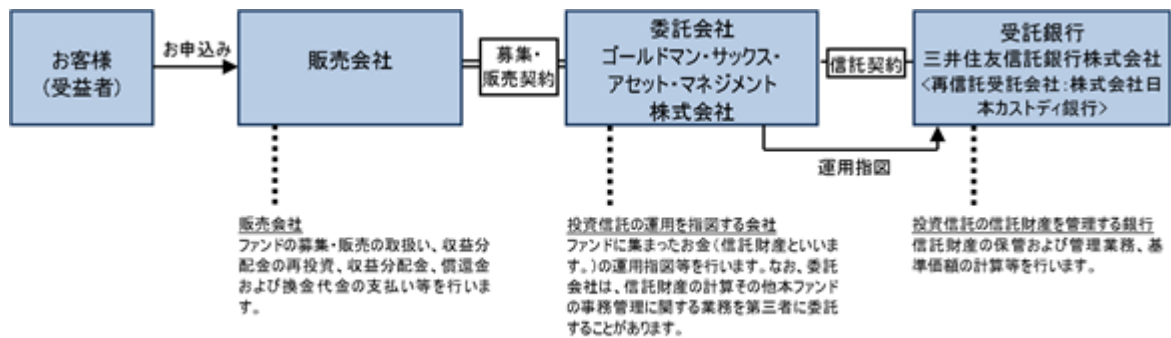 お客様
(受益者)
お申込み
販売会社
募集・
販売契約
委託会社
ゴールドマン・サックス・
アセット・マネジメント
株式会社
信託契約
受託銀行
三井住友信託銀行株式会社
<再信託受託会社:株式会社日
本カストディ銀行>
運用指図
販売会社
ファンドの募集・販売の取扱い、収益分
配金の再投資、収益分配金、償還金
および換金代金の支払い等を行いま
す。
投資信託の運用を指図する会社
ファンドに集まったお金(信託財産といいま
す。)の運用指図等を行います。なお、委託
会社は、信託財産の計算その他本ファンド
の事務管理に関する業務を第三者に委託
することがあります。
投資信託の信託財産を管理する銀行
信託財産の保管および管理業務、基
準価額の計算等を行います。